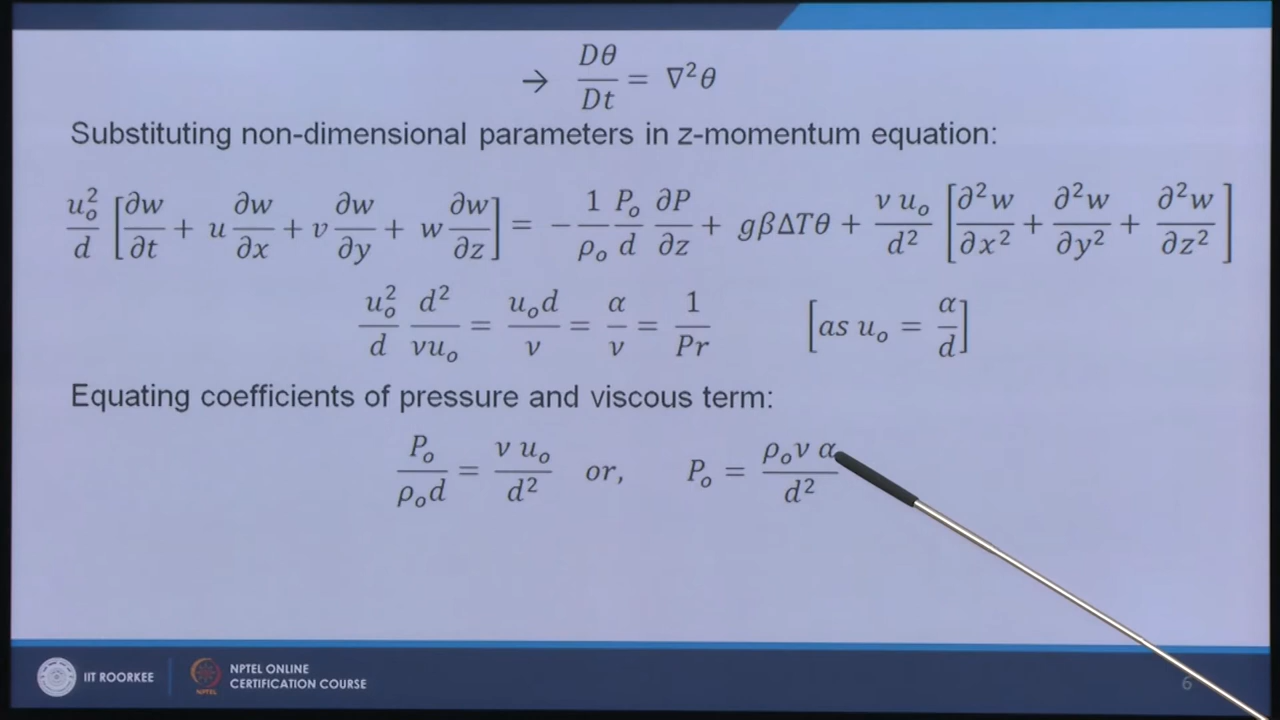 → Dθ/Dt = ∇²θ
Substituting non-dimensional parameters in z-momentum equation:
u_o²/d [∂w/∂t + u ∂w/∂x + v ∂w/∂y + w ∂w/∂z] = − 1/ρ_o P_o/d ∂P/∂z + gβΔTθ + ν u_o/d² [∂²w/∂x² + ∂²w/∂y² + ∂²w/∂z²]
u_o²/d d²/νu_o = u_o d/ν = α/ν = 1/Pr [as u_o = α/d]
Equating coefficients of pressure and viscous term:
P_o/ρ_o d = ν u_o/d² or, P_o = ρ_o ν α/d²
IIT ROORKEE
NPTEL
NPTEL ONLINE
CERTIFICATION COURSE
6